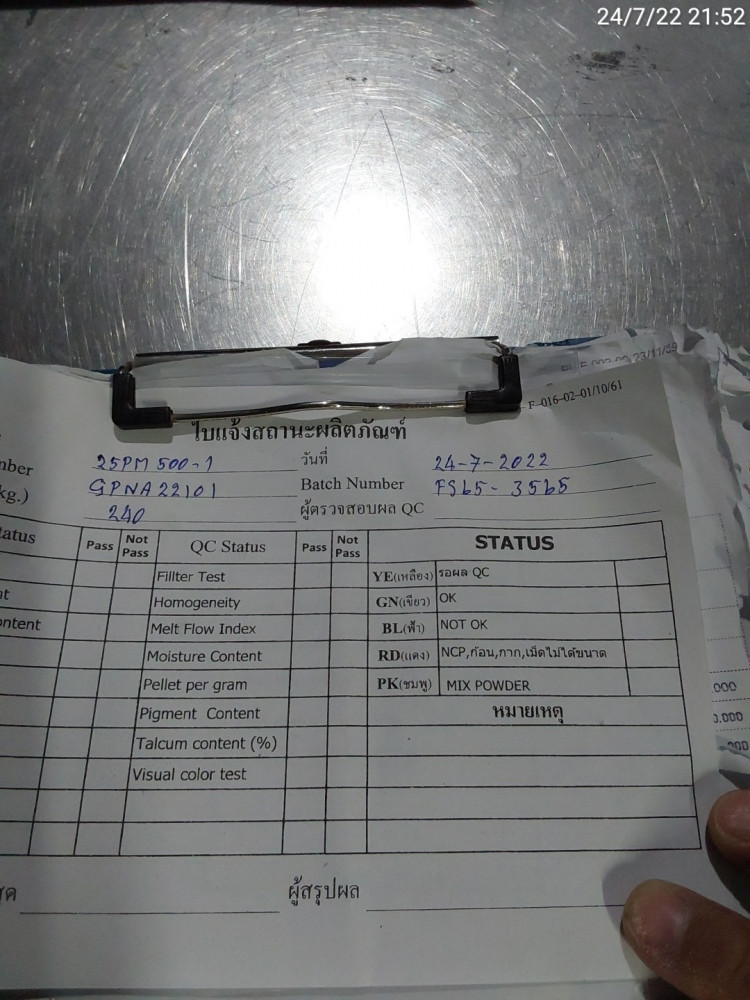 24/7/22 21:52
23/11/59
F-016-02-01/10/61
ใบแจ้งสถานะผลิตภัณฑ์
25PM 500-1 วันที่ 24-7-2022
kg.) GPNA22101 Batch Number FS65-3565
240 ผู้ตรวจสอบผล QC
Pass Not Pass QC Status Pass Not Pass STATUS
Fillter Test YE(เหลือง) รอผล QC
Homogeneity GN(เขียว) OK
Melt Flow Index BL(ฟ้า) NOT OK
Moisture Content RD(แดง) NCP,ก้อน,กาก,เม็ดไม่ได้ขนาด
Pellet per gram PK(ชมพู) MIX POWDER
Pigment Content หมายเหตุ
Talcum content (%)
Visual color test
ผู้สรุปผล